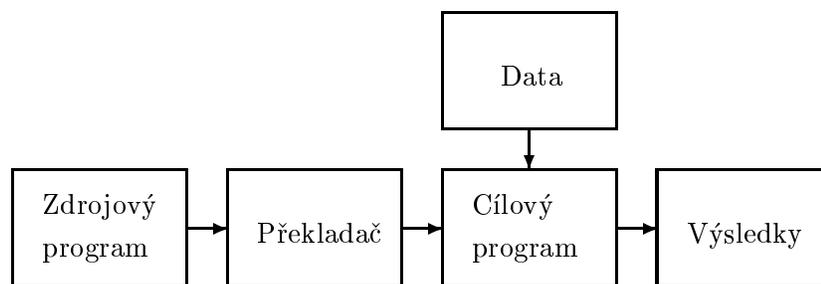 Data
Zdrojový
program
Překladač
Cílový
program
Výsledky